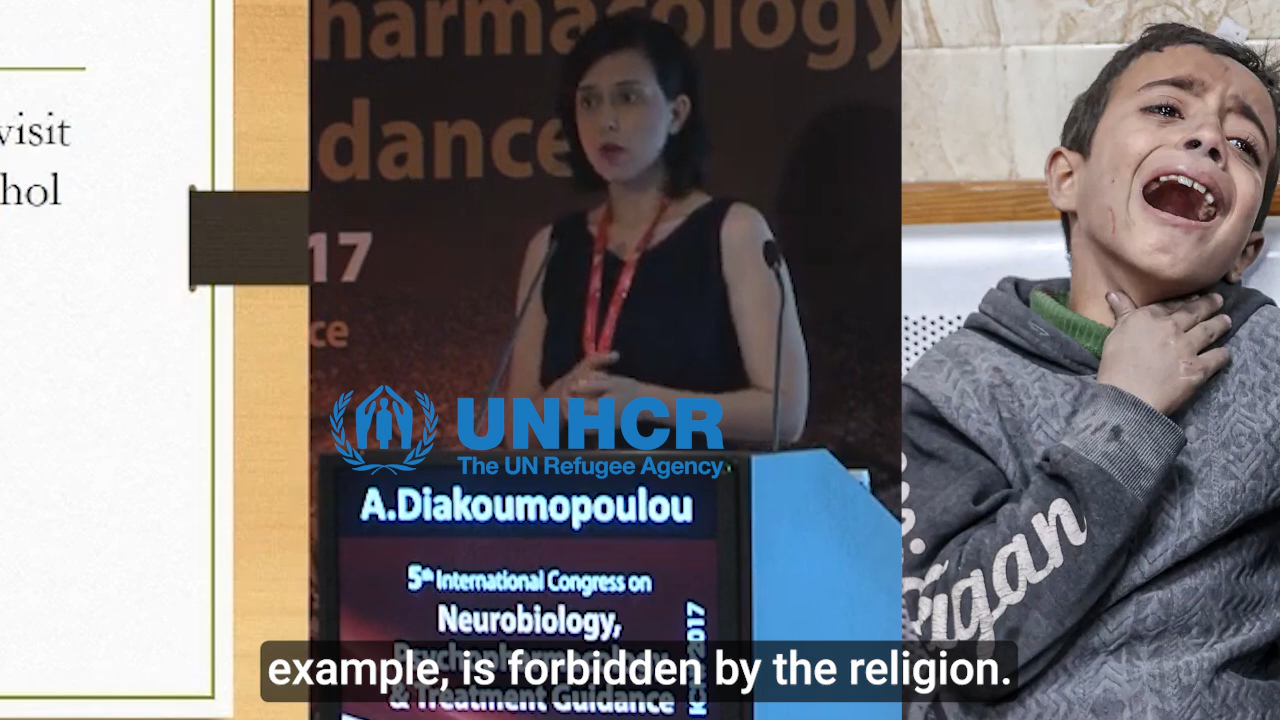 visit
hol
harmacology
dance
17
ce
UNHCR
The UN Refugee Agency
A.Diakoumopoulou
5th International Congress on
Neurobiology,
Psychopharmacology
& Treatment Guidance
2017
igan
example, is forbidden by the religion.